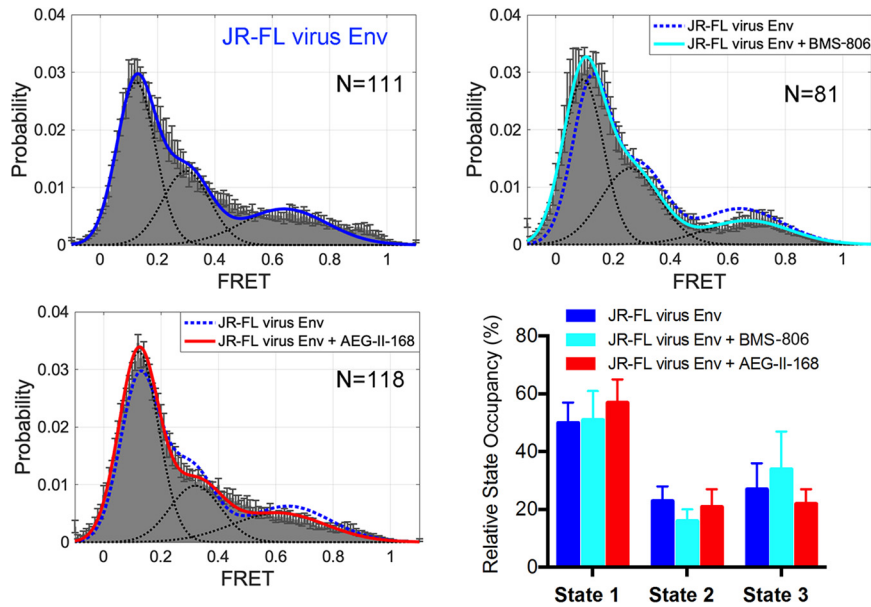 JR-FL virus Env
N=111
0.04
0.03
0.02
0.01
0
Probability
0 0.2 0.4 0.6 0.8 1
FRET
JR-FL virus Env
JR-FL virus Env + BMS-806
N=81
0.04
0.03
0.02
0.01
0
Probability
0 0.2 0.4 0.6 0.8 1
FRET
JR-FL virus Env
JR-FL virus Env + AEG-II-168
N=118
0.04
0.03
0.02
0.01
0
Probability
0 0.2 0.4 0.6 0.8 1
FRET
JR-FL virus Env
JR-FL virus Env + BMS-806
JR-FL virus Env + AEG-II-168
80
60
40
20
0
Relative State Occupancy (%)
State 1 State 2 State 3